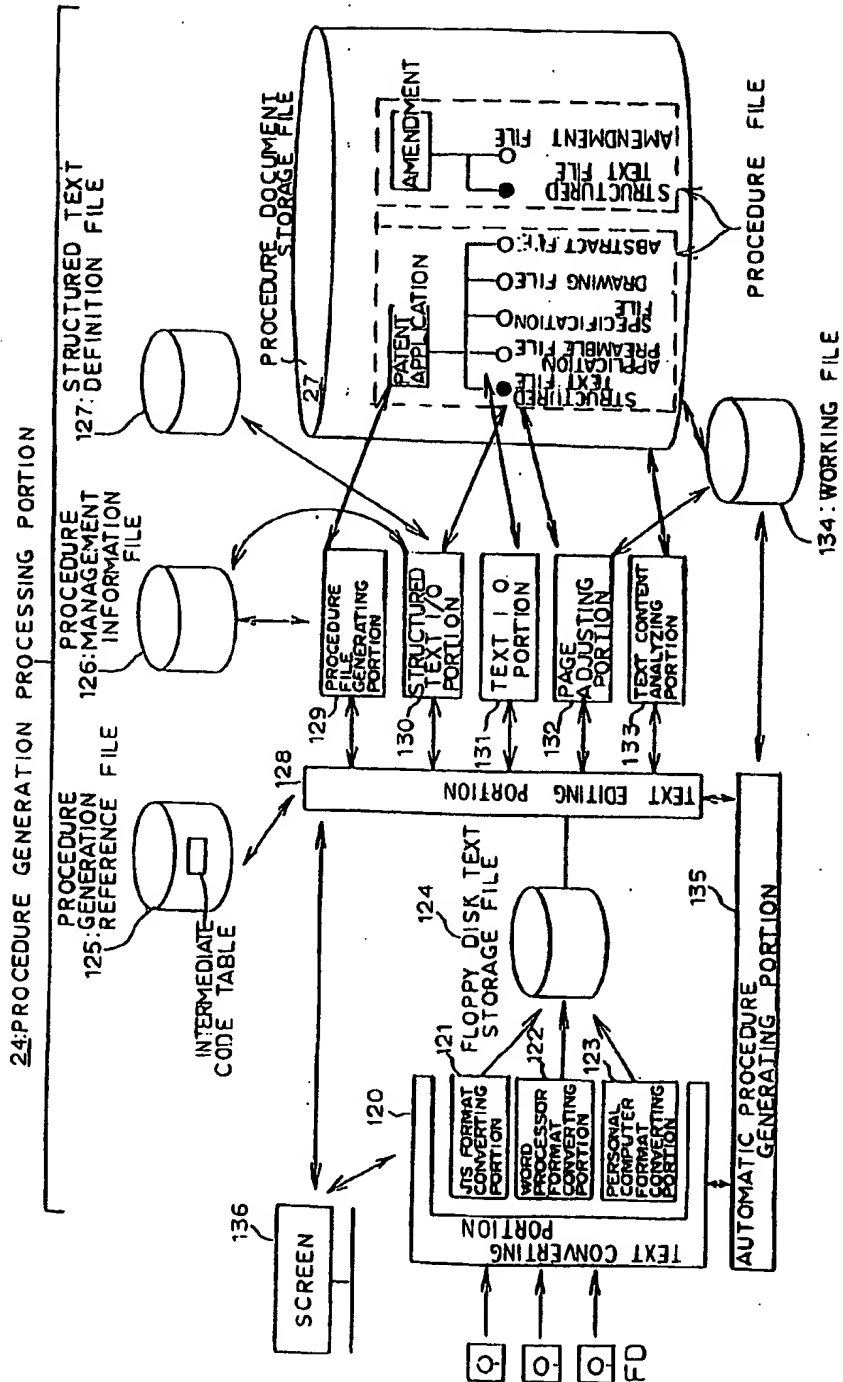 24:PROCEDURE GENERATION PROCESSING PORTION
PROCEDURE
125:GENERATION
REFERENCE FILE
INTERMEDIATE
CODE TABLE
PROCEDURE
126:MANAGEMENT
INFORMATION
FILE
127:STRUCTURED TEXT
DEFINITION FILE
136
SCREEN
FD
120
TEXT CONVERTING
PORTION
121
JTS FORMAT
CONVERTING
PORTION
122
WORD
PROCESSOR
FORMAT
CONVERTING
PORTION
123
PERSONAL
COMPUTER
FORMAT
CONVERTING
PORTION
FLOPPY DISK TEXT
STORAGE FILE
124
128
TEXT EDITING PORTION
129
PROCEDURE
FILE
GENERATING
PORTION
130
STRUCTURED
TEXT I/O
PORTION
131
TEXT I O
PORTION
132
PAGE
ADJUSTING
PORTION
133
TEXT CONTENT
ANALYZING
PORTION
135
AUTOMATIC PROCEDURE
GENERATING PORTION
134:WORKING FILE
PROCEDURE DOCUMENT
STORAGE FILE
27
PATENT
APPLICATION
STRUCTURED
TEXT FILE
APPLICATION
PREAMBLE FILE
SPECIFICATION
FILE
DRAWING FILE
ABSTRACT FILE
AMENDMENT
STRUCTURED
TEXT FILE
AMENDMENT FILE
PROCEDURE FILE